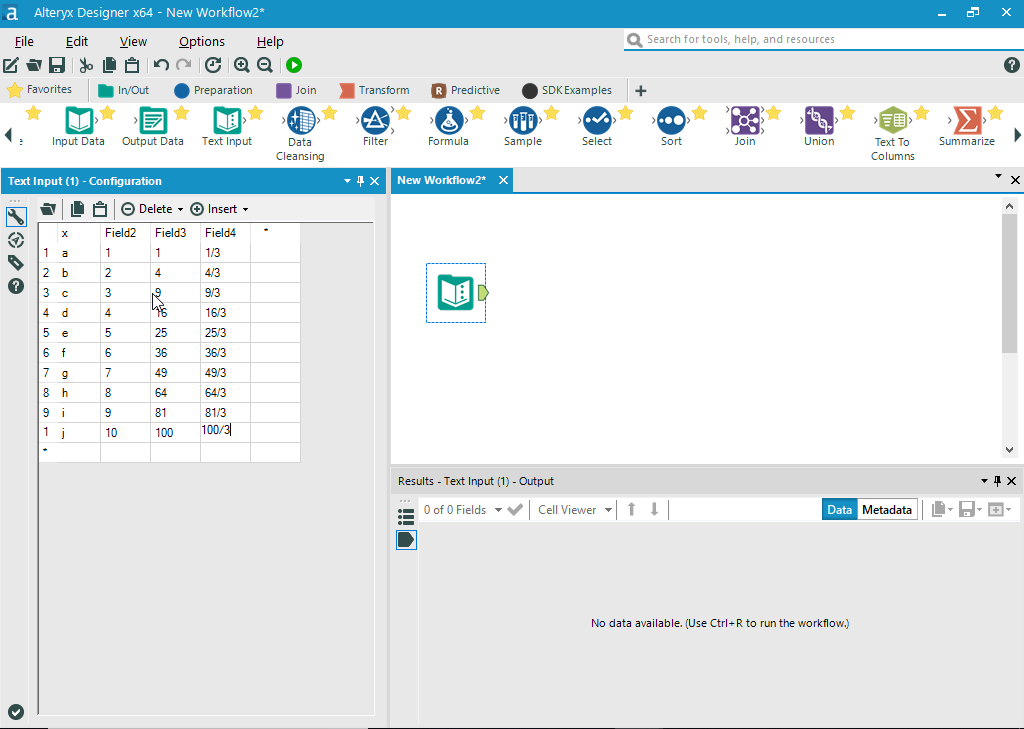 a Alteryx Designer x64 - New Workflow2*
File Edit View Options Help
Search for tools, help, and resources
Favorites In/Out Preparation Join Transform R Predictive SDKExamples +
Input Data Output Data Text Input Data Cleansing Filter Formula Sample Select Sort Join Union Text To Columns Summarize
Text Input (1) - Configuration
New Workflow2*
Delete Insert
x Field2 Field3 Field4 *
1 a 1 1 1/3
2 b 2 4 4/3
3 c 3 9 9/3
4 d 4 16 16/3
5 e 5 25 25/3
6 f 6 36 36/3
7 g 7 49 49/3
8 h 8 64 64/3
9 i 9 81 81/3
1 j 10 100 100/3
*
Results - Text Input (1) - Output
0 of 0 Fields Cell Viewer Data Metadata
No data available. (Use Ctrl+R to run the workflow.)